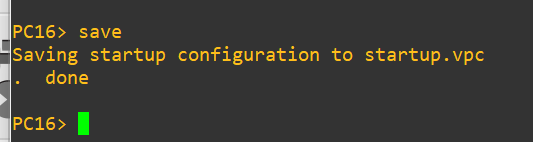 PC16> save
Saving startup configuration to startup.vpc
.  done
PC16>